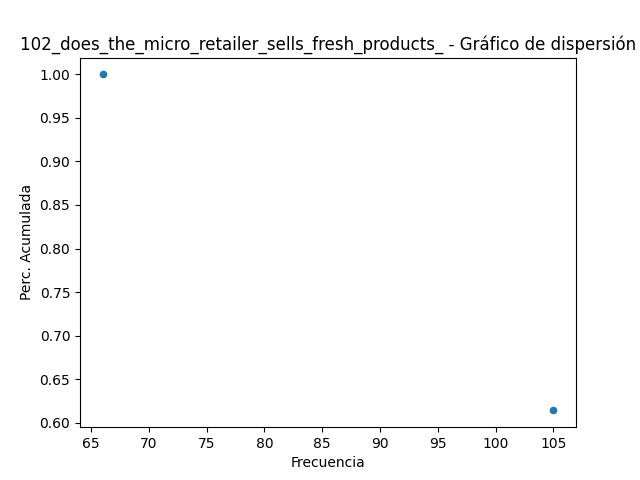 102_does_the_micro_retailer_sells_fresh_products_ - Gráfico de dispersión
1.00
0.95
0.90
0.85
0.80
0.75
0.70
0.65
0.60
Perc. Acumulada
65 70 75 80 85 90 95 100 105
Frecuencia